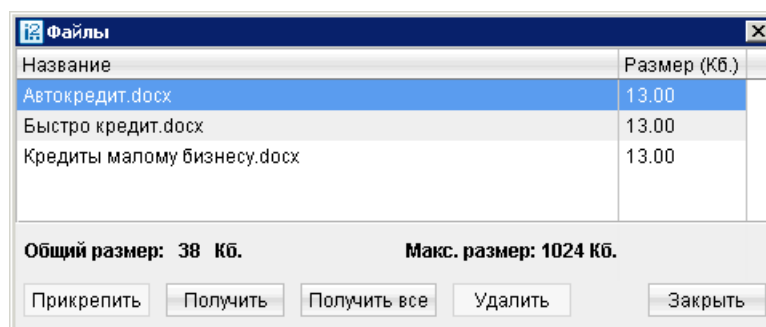 Файлы
Название Размер (Кб.)
Автокредит.docx 13.00
Быстро кредит.docx 13.00
Кредиты малому бизнесу.docx 13.00
Общий размер: 38 Кб. Макс. размер: 1024 Кб.
Прикрепить Получить Получить все Удалить Закрыть